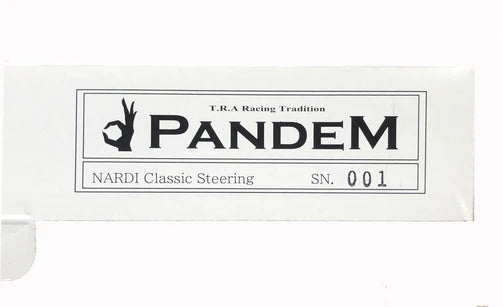 T.R.A Racing Tradition
PANDEM
NARDI Classic Steering SN. 001